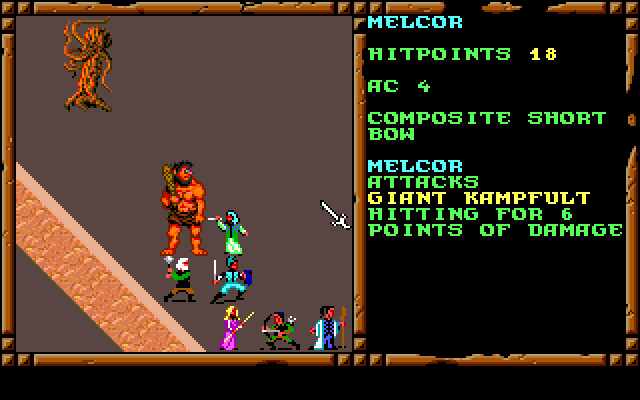 MELCOR
HITPOINTS 18
AC 4
COMPOSITE SHORT
BOW
MELCOR
ATTACKS
GIANT KAMPFULT
HITTING FOR 6
POINTS OF DAMAGE